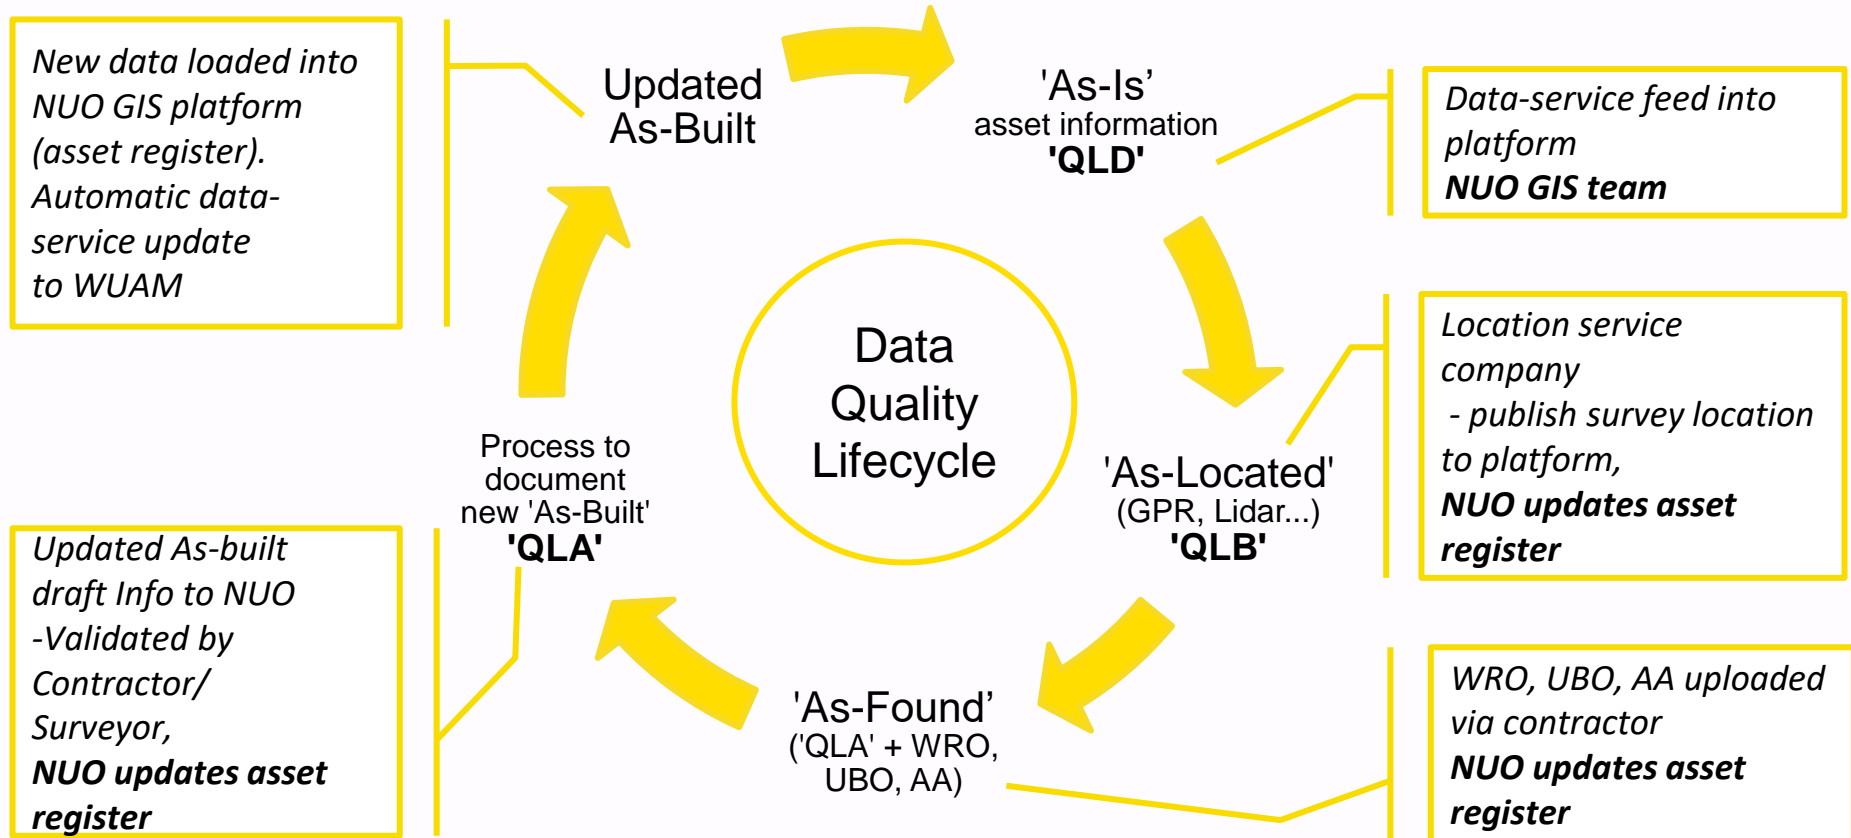 New data loaded into
NUO GIS platform
(asset register).
Automatic data-
service update
to WUAM
Updated
As-Built
'As-Is’
asset information
'QLD'
Data-service feed into
platform
NUO GIS team
Data
Quality
Lifecycle
Location service
company
- publish survey location
to platform,
NUO updates asset
register
'As-Located'
(GPR, Lidar...)
'QLB'
Process to
document
new 'As-Built'
'QLA'
Updated As-built
draft Info to NUO
-Validated by
Contractor/
Surveyor,
NUO updates asset
register
'As-Found’
('QLA' + WRO,
UBO, AA)
WRO, UBO, AA uploaded
via contractor
NUO updates asset
register